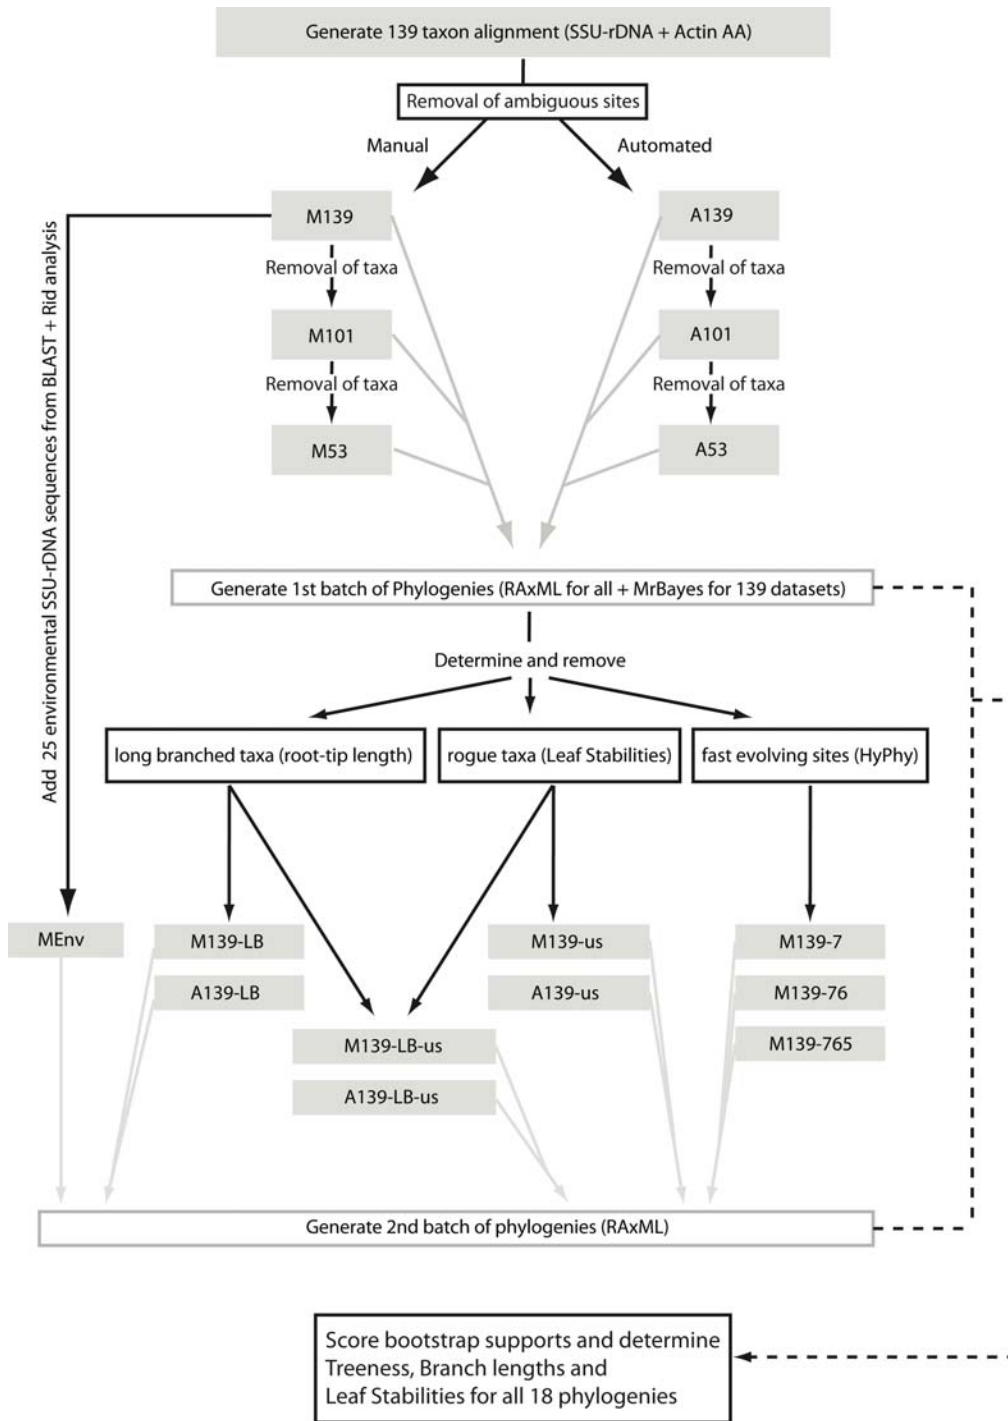 Generate 139 taxon alignment (SSU-rDNA + Actin AA)
Removal of ambiguous sites
Manual
Automated
M139
A139
Removal of taxa
Removal of taxa
M101
A101
Removal of taxa
Removal of taxa
M53
A53
Add 25 environmental SSU-rDNA sequences from BLAST + Rid analysis
Generate 1st batch of Phylogenies (RAxML for all + MrBayes for 139 datasets)
Determine and remove
long branched taxa (root-tip length)
rogue taxa (Leaf Stabilities)
fast evolving sites (HyPhy)
MEnv
M139-LB
M139-us
M139-7
A139-LB
A139-us
M139-76
M139-LB-us
M139-765
A139-LB-us
Generate 2nd batch of phylogenies (RAxML)
Score bootstrap supports and determine
Treeness, Branch lengths and
Leaf Stabilities for all 18 phylogenies